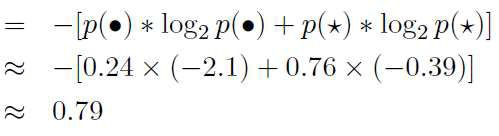 = −[p(●) ∗ log₂ p(●) + p(⋆) ∗ log₂ p(⋆)]
≈ −[0.24 × (−2.1) + 0.76 × (−0.39)]
≈ 0.79